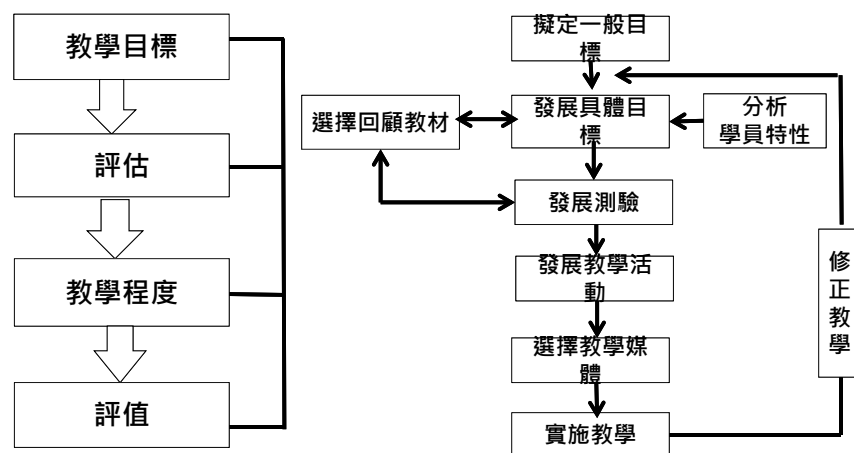 教學目標
評估
教學程度
評值
擬定一般目
標
選擇回顧教材
發展具體目
標
分析
學員特性
發展測驗
發展教學活
動
選擇教學媒
體
實施教學
修
正
教
學